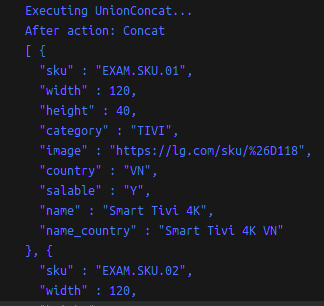 Executing UnionConcat...
After action: Concat
[ {
"sku" : "EXAM.SKU.01",
"width" : 120,
"height" : 40,
"category" : "TIVI",
"image" : "https://lg.com/sku/%26D118",
"country" : "VN",
"salable" : "Y",
"name" : "Smart Tivi 4K",
"name_country" : "Smart Tivi 4K VN"
}, {
"sku" : "EXAM.SKU.02",
"width" : 120,